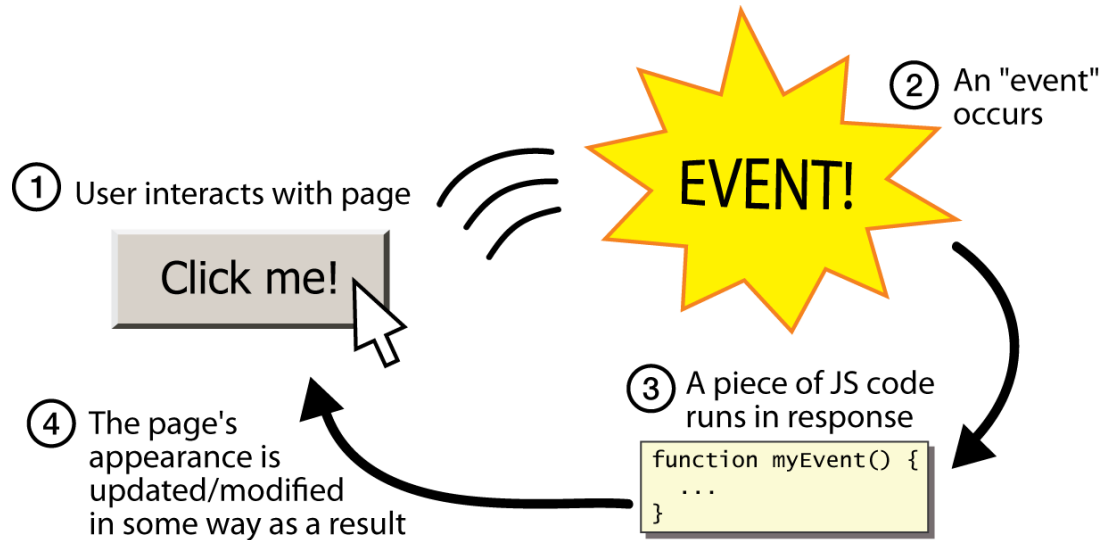 1 User interacts with page
Click me!
EVENT!
2 An "event"
occurs
3 A piece of JS code
runs in response
function myEvent() {
...
}
4 The page's
appearance is
updated/modified
in some way as a result